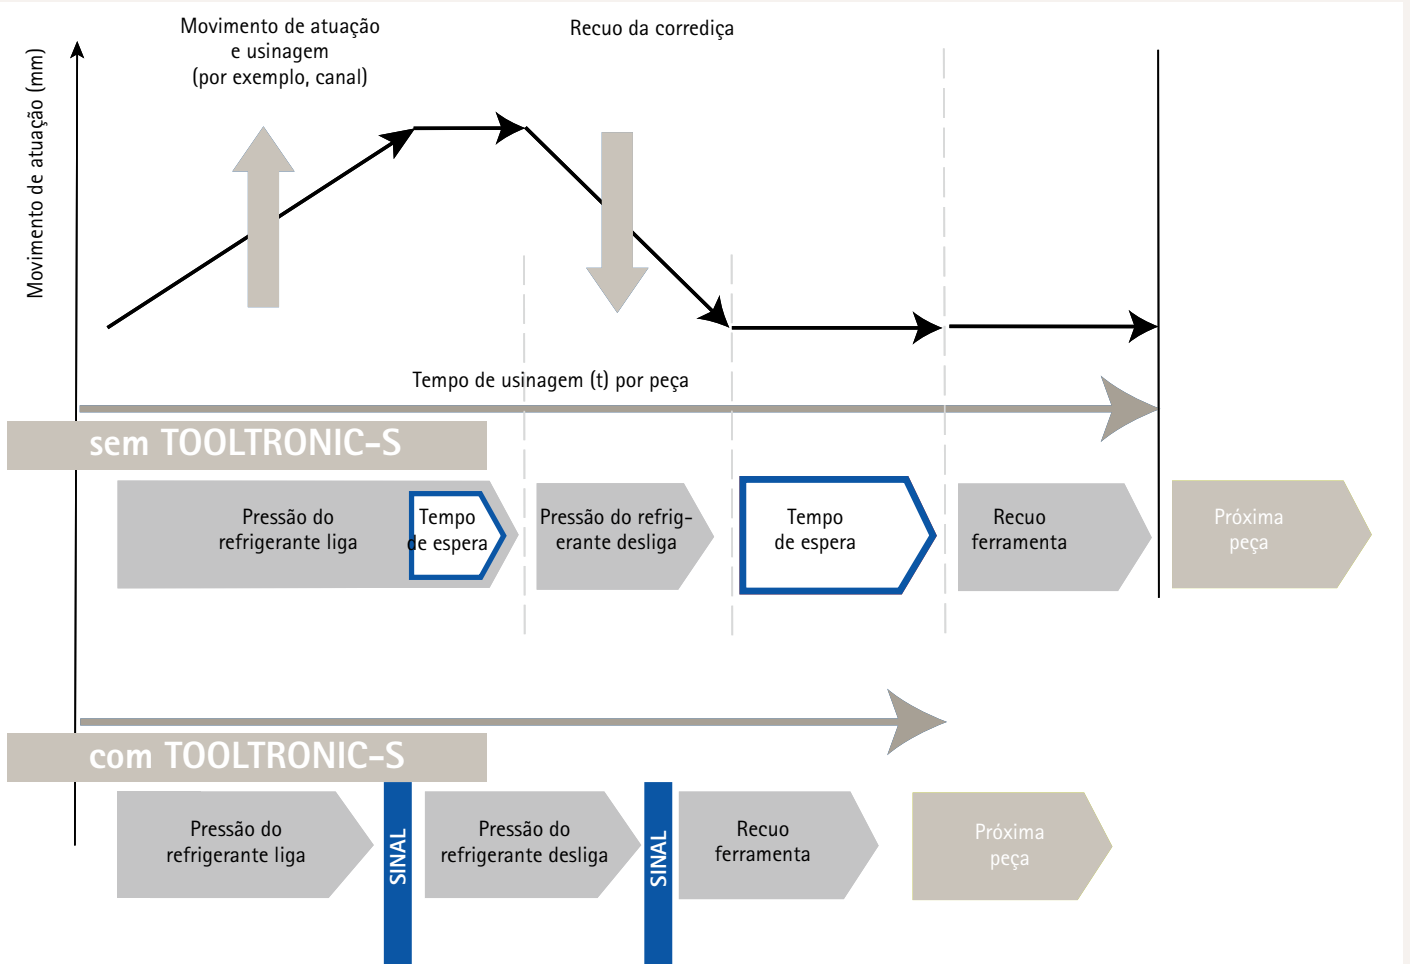 Movimento de atuação
e usinagem
(por exemplo, canal)
Recuo da corrediça
Movimento de atuação (mm)
Tempo de usinagem (t) por peça
sem TOOLTRONIC-S
Pressão do
refrigerante liga
Tempo
de espera
Pressão do refrig-
erante desliga
Tempo
de espera
Recuo
ferramenta
Próxima
peça
com TOOLTRONIC-S
Pressão do
refrigerante liga
SINAL
Pressão do
refrigerante desliga
SINAL
Recuo
ferramenta
Próxima
peça